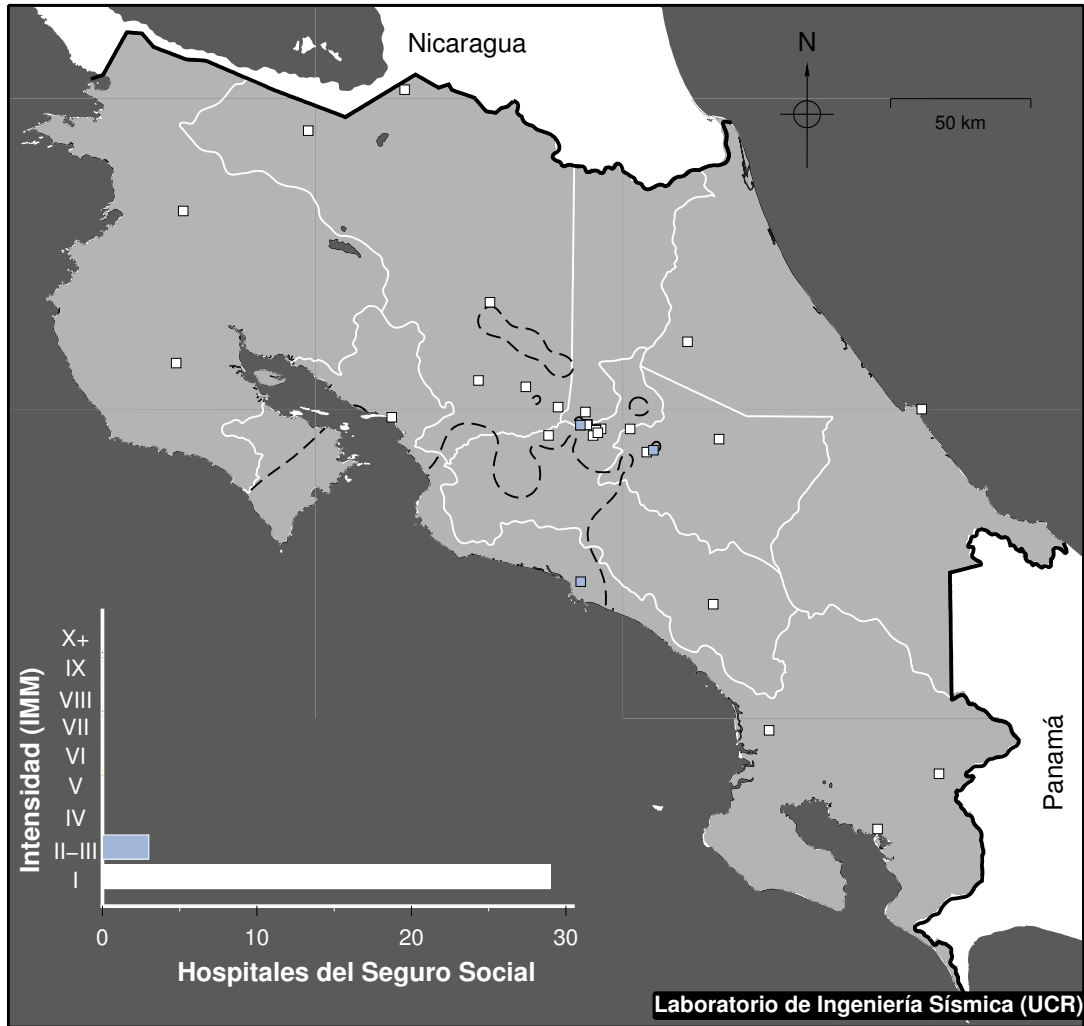 Nicaragua
N
50 km
Panamá
Intensidad (IMM)
X+
IX
VIII
VII
VI
V
IV
II–III
I
0 10 20 30
Hospitales del Seguro Social
Laboratorio de Ingeniería Sísmica (UCR)